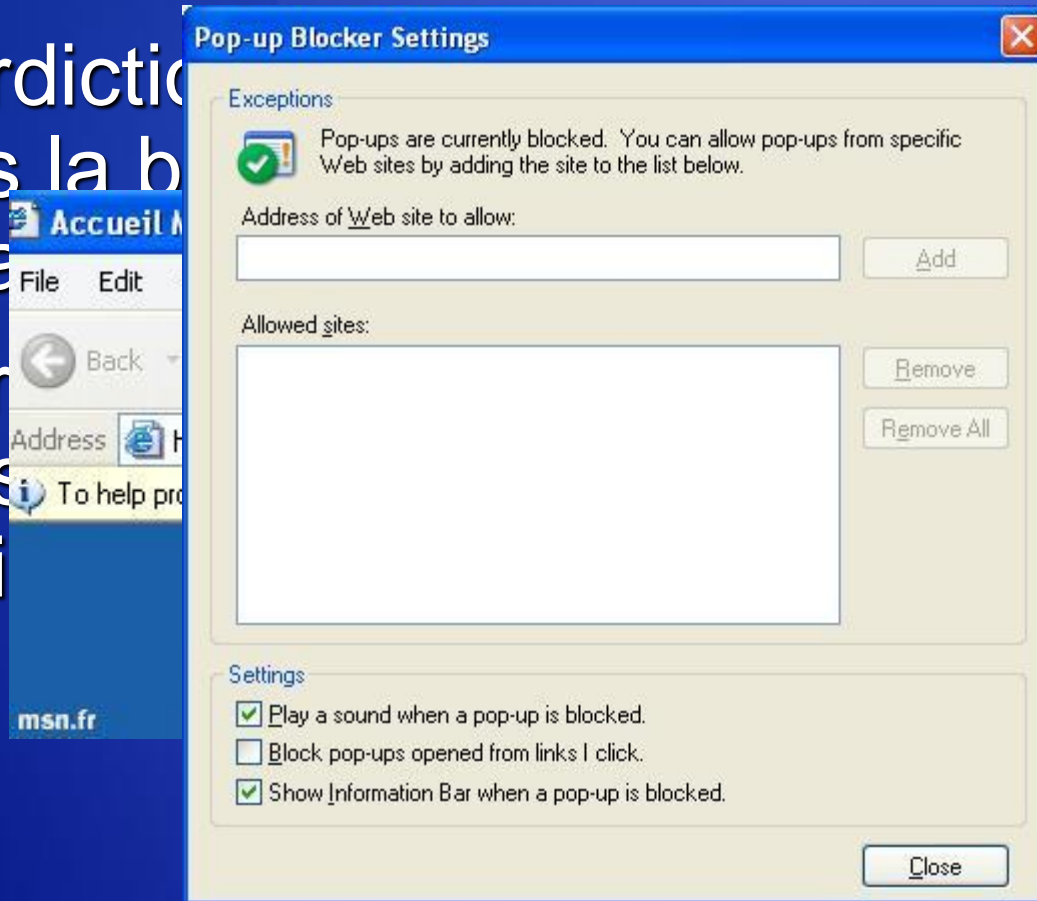 Pop-up Blocker Settings
Exceptions
Pop-ups are currently blocked. You can allow pop-ups from specific
Web sites by adding the site to the list below.
Address of Web site to allow:
Add
Allowed sites:
Remove
Remove All
Settings
Play a sound when a pop-up is blocked.
Block pop-ups opened from links I click.
Show Information Bar when a pop-up is blocked.
Close
la
Accueil
File Edit
Back
Address
To help
msn.fr